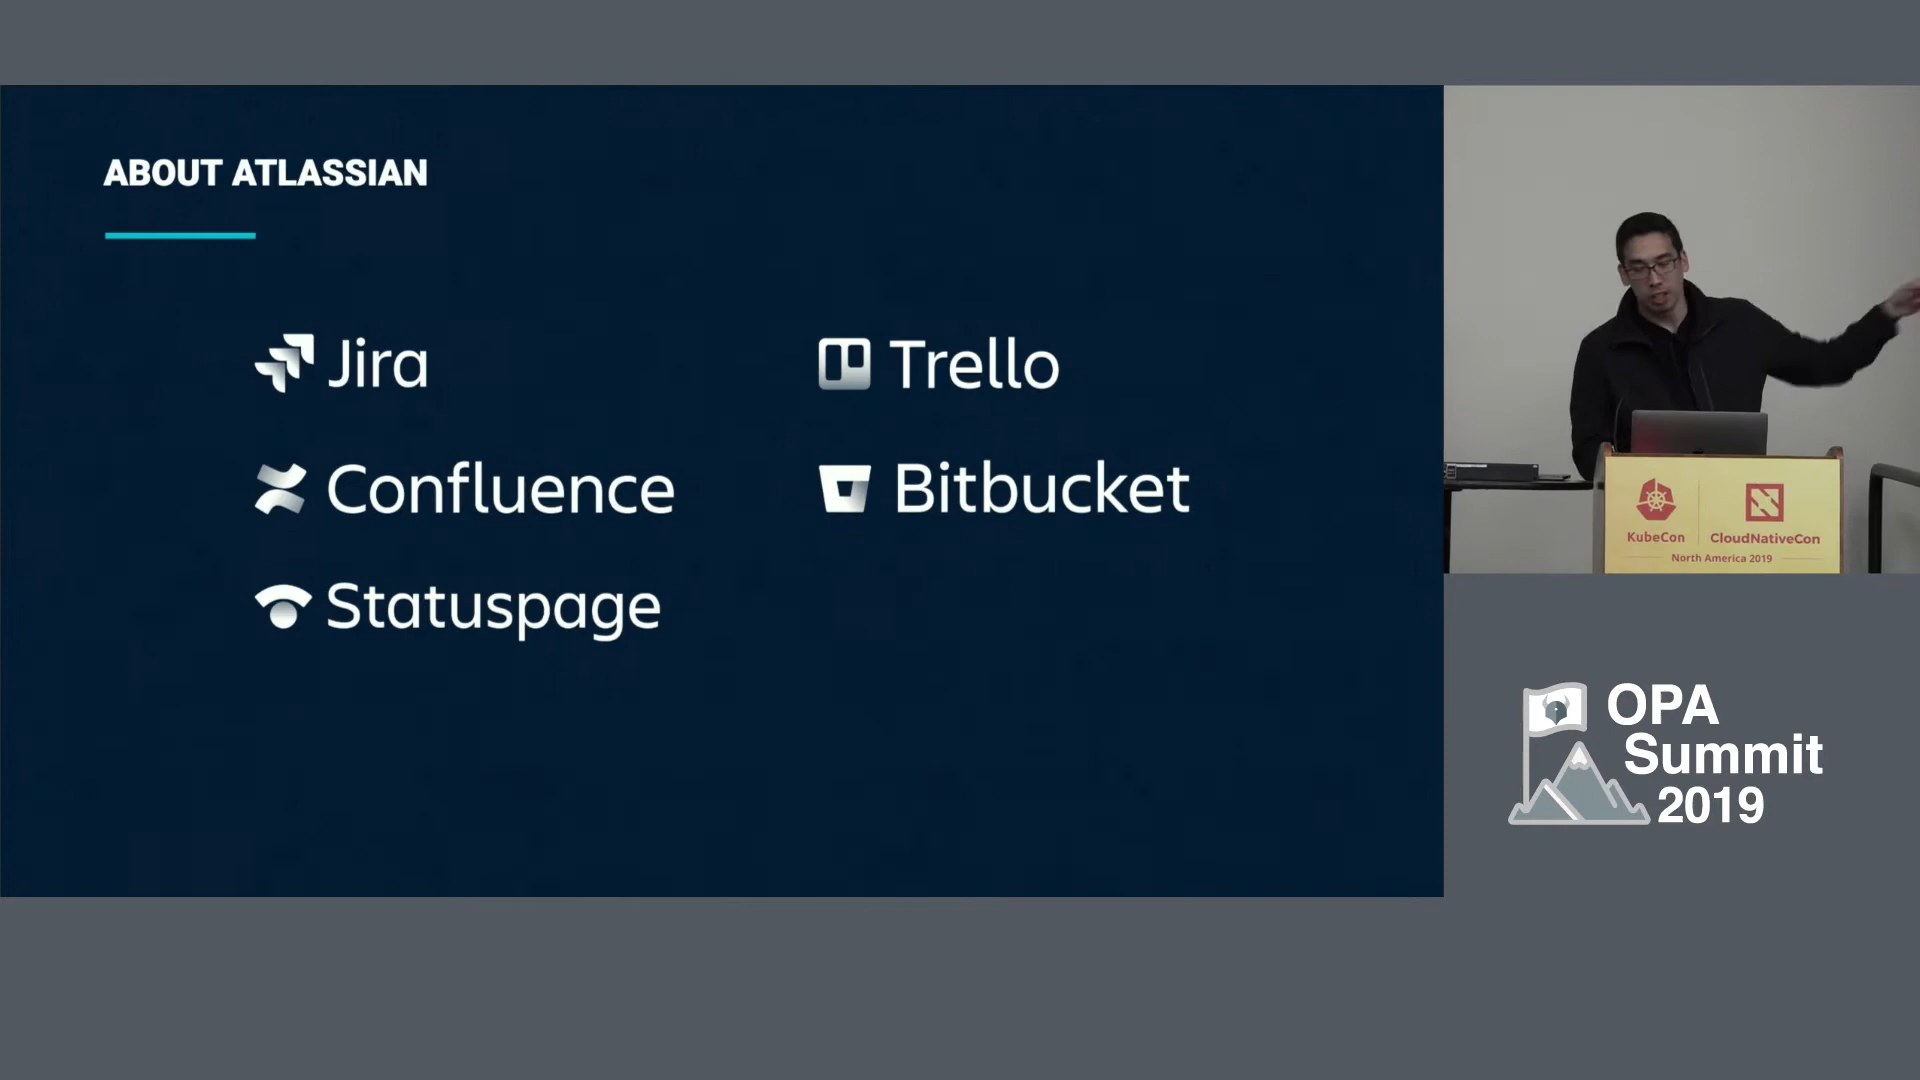 ABOUT ATLASSIAN
Jira
Trello
Confluence
Bitbucket
Statuspage
KubeCon
CloudNativeCon
North America 2019
OPA
Summit
2019